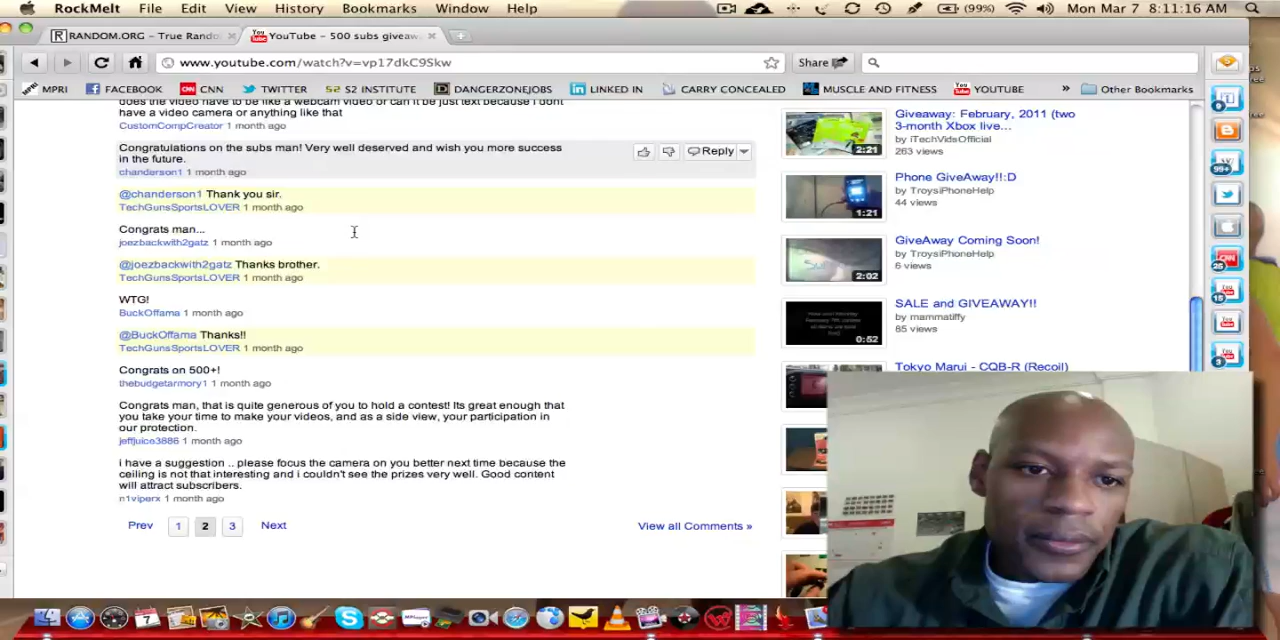 RockMelt File Edit View History Bookmarks Window Help (99%) Mon Mar 7 8:11:16 AM
RANDOM.ORG - True Rando
YouTube - 500 subs giveaw
www.youtube.com/watch?v=vp17dkC9Skw
Share
MPRI FACEBOOK CNN TWITTER S2 INSTITUTE DANGERZONEJOBS LINKED IN CARRY CONCEALED MUSCLE AND FITNESS YOUTUBE » Other Bookmarks
does the video have to be like a webcam video or can it be just text because i dont
have a video camera or anything like that
CustomCompCreator 1 month ago
Congratulations on the subs man! Very well deserved and wish you more success
in the future.
Reply
chanderson1 1 month ago
@chanderson1 Thank you sir.
TechGunsSportsLOVER 1 month ago
Congrats man...
joezbackwith2gatz 1 month ago
@joezbackwith2gatz Thanks brother.
TechGunsSportsLOVER 1 month ago
WTG!
BuckOffama 1 month ago
@BuckOffama Thanks!!
TechGunsSportsLOVER 1 month ago
Congrats on 500+!
thebudgetarmory1 1 month ago
Congrats man, that is quite generous of you to hold a contest! Its great enough that
you take your time to make your videos, and as a side view, your participation in
our protection.
jeffjuice3886 1 month ago
i have a suggestion .. please focus the camera on you better next time because the
ceiling is not that interesting and i couldn't see the prizes very well. Good content
will attract subscribers.
n1viperx 1 month ago
Prev 1 2 3 Next
View all Comments »
Giveaway: February, 2011 (two
3-month Xbox live...
by iTechVidsOfficial
263 views
2:21
Phone GiveAway!!:D
by TroysiPhoneHelp
44 views
1:21
GiveAway Coming Soon!
by TroysiPhoneHelp
6 views
2:02
SALE and GIVEAWAY!!
by mammatiffy
85 views
0:52
Tokyo Marui - CQB-R (Recoil)
99+
25
15
3